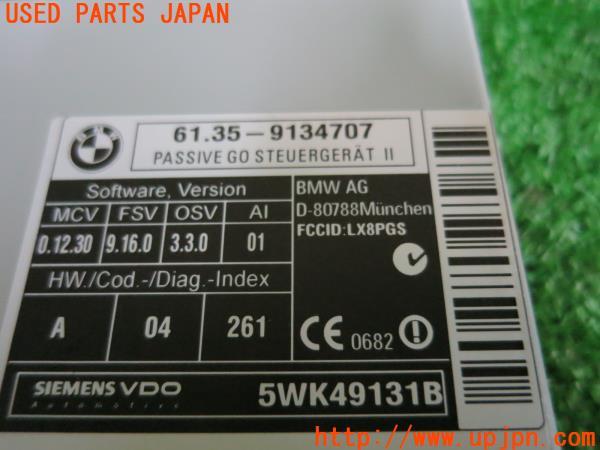 USED PARTS JAPAN
BMW
61.35-9134707
PASSIVE GO STEUERGERÄT II
Software, Version
MCV FSV OSV AI
0.12.30 9.16.0 3.3.0 01
HW./Cod.-/Diag.-Index
A 04 261
BMW AG
D-80788München
FCCID:LX8PGS
CE 0682
SIEMENS VDO
Automotive
5WK49131B
http://www.upjpn.com/